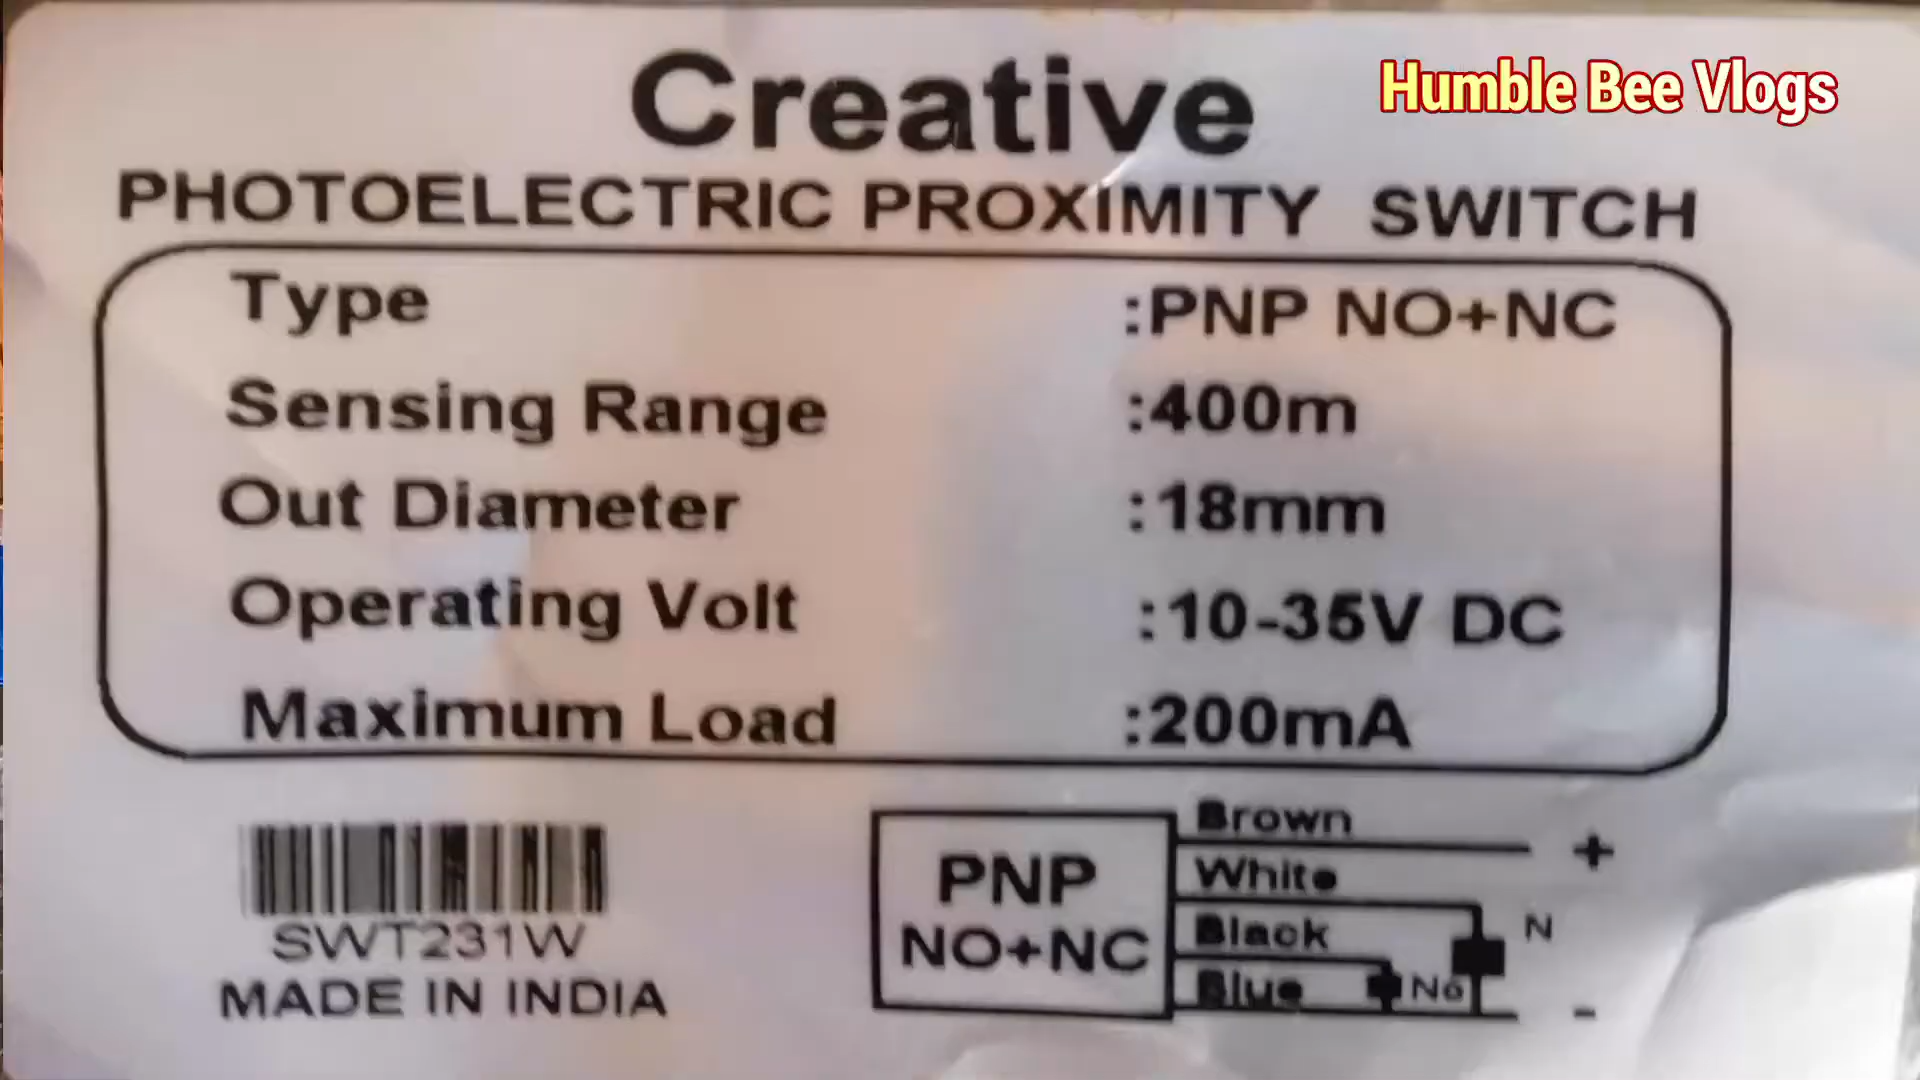 Creative
Humble Bee Vlogs
PHOTOELECTRIC PROXIMITY SWITCH
Type :PNP NO+NC
Sensing Range :400m
Out Diameter :18mm
Operating Volt :10-35V DC
Maximum Load :200mA
SWT231W
MADE IN INDIA
PNP
NO+NC
Brown
+
White
N
Black
No
Blue
-